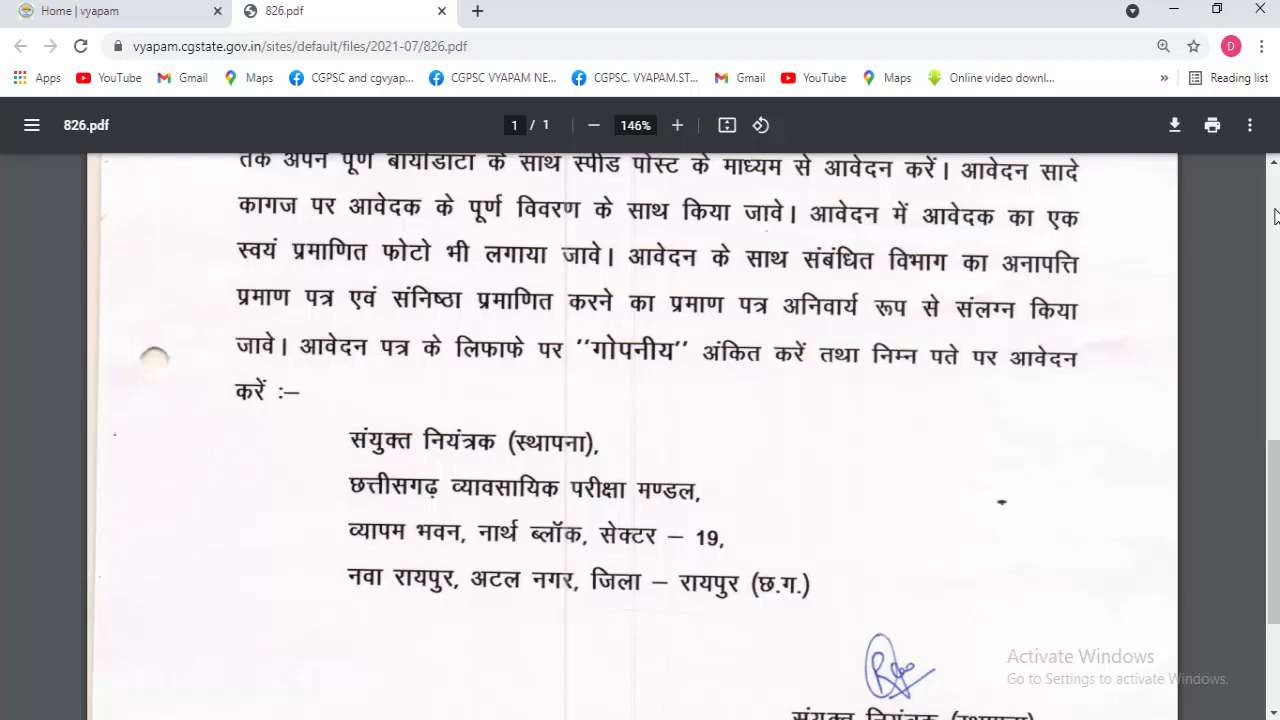 Home | vyapam
826.pdf
vyapam.cgstate.gov.in/sites/default/files/2021-07/826.pdf
D
Apps
YouTube
Gmail
Maps
CGPSC and cgvyap...
CGPSC VYAPAM NE...
CGPSC. VYAPAM.ST...
Gmail
YouTube
Maps
Online video downl...
»
Reading list
826.pdf
1 / 1
146%
तक अपने पूर्ण बायोडाटा के साथ स्पीड पोस्ट के माध्यम से आवेदन करें। आवेदन सादे
कागज पर आवेदक के पूर्ण विवरण के साथ किया जावे। आवेदन में आवेदक का एक
स्वयं प्रमाणित फोटो भी लगाया जावे। आवेदन के साथ संबंधित विभाग का अनापत्ति
प्रमाण पत्र एवं संनिष्ठा प्रमाणित करने का प्रमाण पत्र अनिवार्य रूप से संलग्न किया
जावे। आवेदन पत्र के लिफाफे पर ''गोपनीय'' अंकित करें तथा निम्न पते पर आवेदन
करें :–
संयुक्त नियंत्रक (स्थापना),
छत्तीसगढ़ व्यावसायिक परीक्षा मण्डल,
व्यापम भवन, नार्थ ब्लॉक, सेक्टर – 19,
नवा रायपुर, अटल नगर, जिला – रायपुर (छ.ग.)
Activate Windows
Go to Settings to activate Windows.
संयुक्त नियंत्रक (स्थापना)